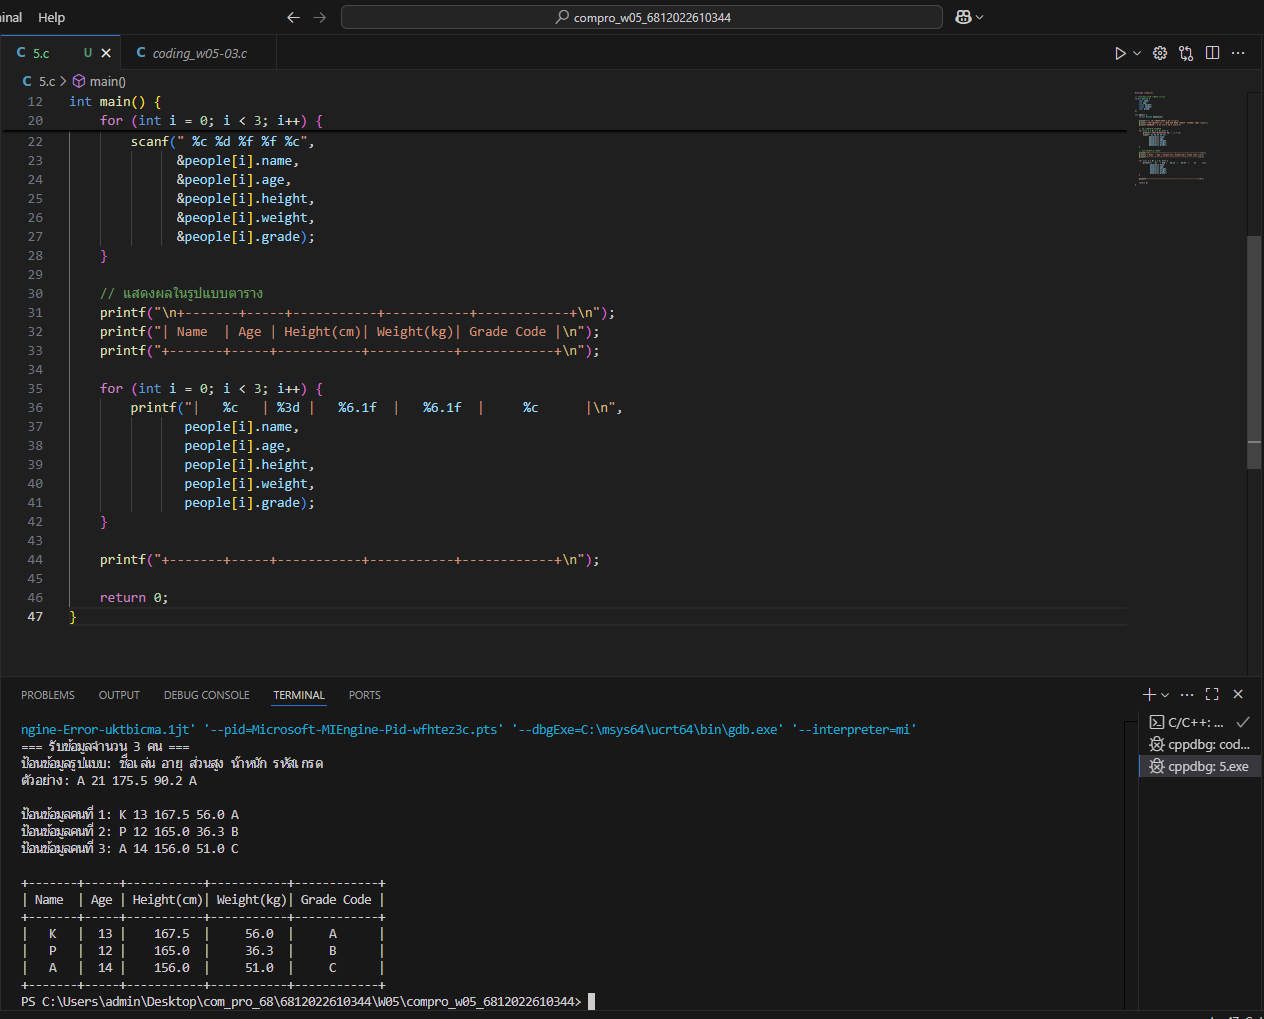 inal Help
compro_w05_6812022610344
C 5.c U
C coding_w05-03.c
C 5.c > main()
12 int main() {
20 for (int i = 0; i < 3; i++) {
22 scanf(" %c %d %f %f %c",
23 &people[i].name,
24 &people[i].age,
25 &people[i].height,
26 &people[i].weight,
27 &people[i].grade);
28 }
29
30 // แสดงผลในรูปแบบตาราง
31 printf("\n+-------+-----+-----------+-----------+------------+\n");
32 printf("| Name  | Age | Height(cm)| Weight(kg)| Grade Code |\n");
33 printf("+-------+-----+-----------+-----------+------------+\n");
34
35 for (int i = 0; i < 3; i++) {
36 printf("|   %c   | %3d |   %6.1f  |   %6.1f  |     %c      |\n",
37 people[i].name,
38 people[i].age,
39 people[i].height,
40 people[i].weight,
41 people[i].grade);
42 }
43
44 printf("+-------+-----+-----------+-----------+------------+\n");
45
46 return 0;
47 }
PROBLEMS OUTPUT DEBUG CONSOLE TERMINAL PORTS
C/C++: ...
cppdbg: cod...
cppdbg: 5.exe
ngine-Error-uktbicma.1jt' '--pid=Microsoft-MIEngine-Pid-wfhtez3c.pts' '--dbgExe=C:\msys64\ucrt64\bin\gdb.exe' '--interpreter=mi'
=== รับข้อมูลจำนวน 3 คน ===
ป้อนข้อมูลรูปแบบ: ชื่อเล่น อายุ ส่วนสูง น้ำหนัก รหัสเกรด
ตัวอย่าง: A 21 175.5 90.2 A
ป้อนข้อมูลคนที่ 1: K 13 167.5 56.0 A
ป้อนข้อมูลคนที่ 2: P 12 165.0 36.3 B
ป้อนข้อมูลคนที่ 3: A 14 156.0 51.0 C
+-------+-----+-----------+-----------+------------+
| Name  | Age | Height(cm)| Weight(kg)| Grade Code |
+-------+-----+-----------+-----------+------------+
|   K   |  13 |    167.5  |     56.0  |     A      |
|   P   |  12 |    165.0  |     36.3  |     B      |
|   A   |  14 |    156.0  |     51.0  |     C      |
+-------+-----+-----------+-----------+------------+
PS C:\Users\admin\Desktop\com_pro_68\6812022610344\W05\compro_w05_6812022610344>